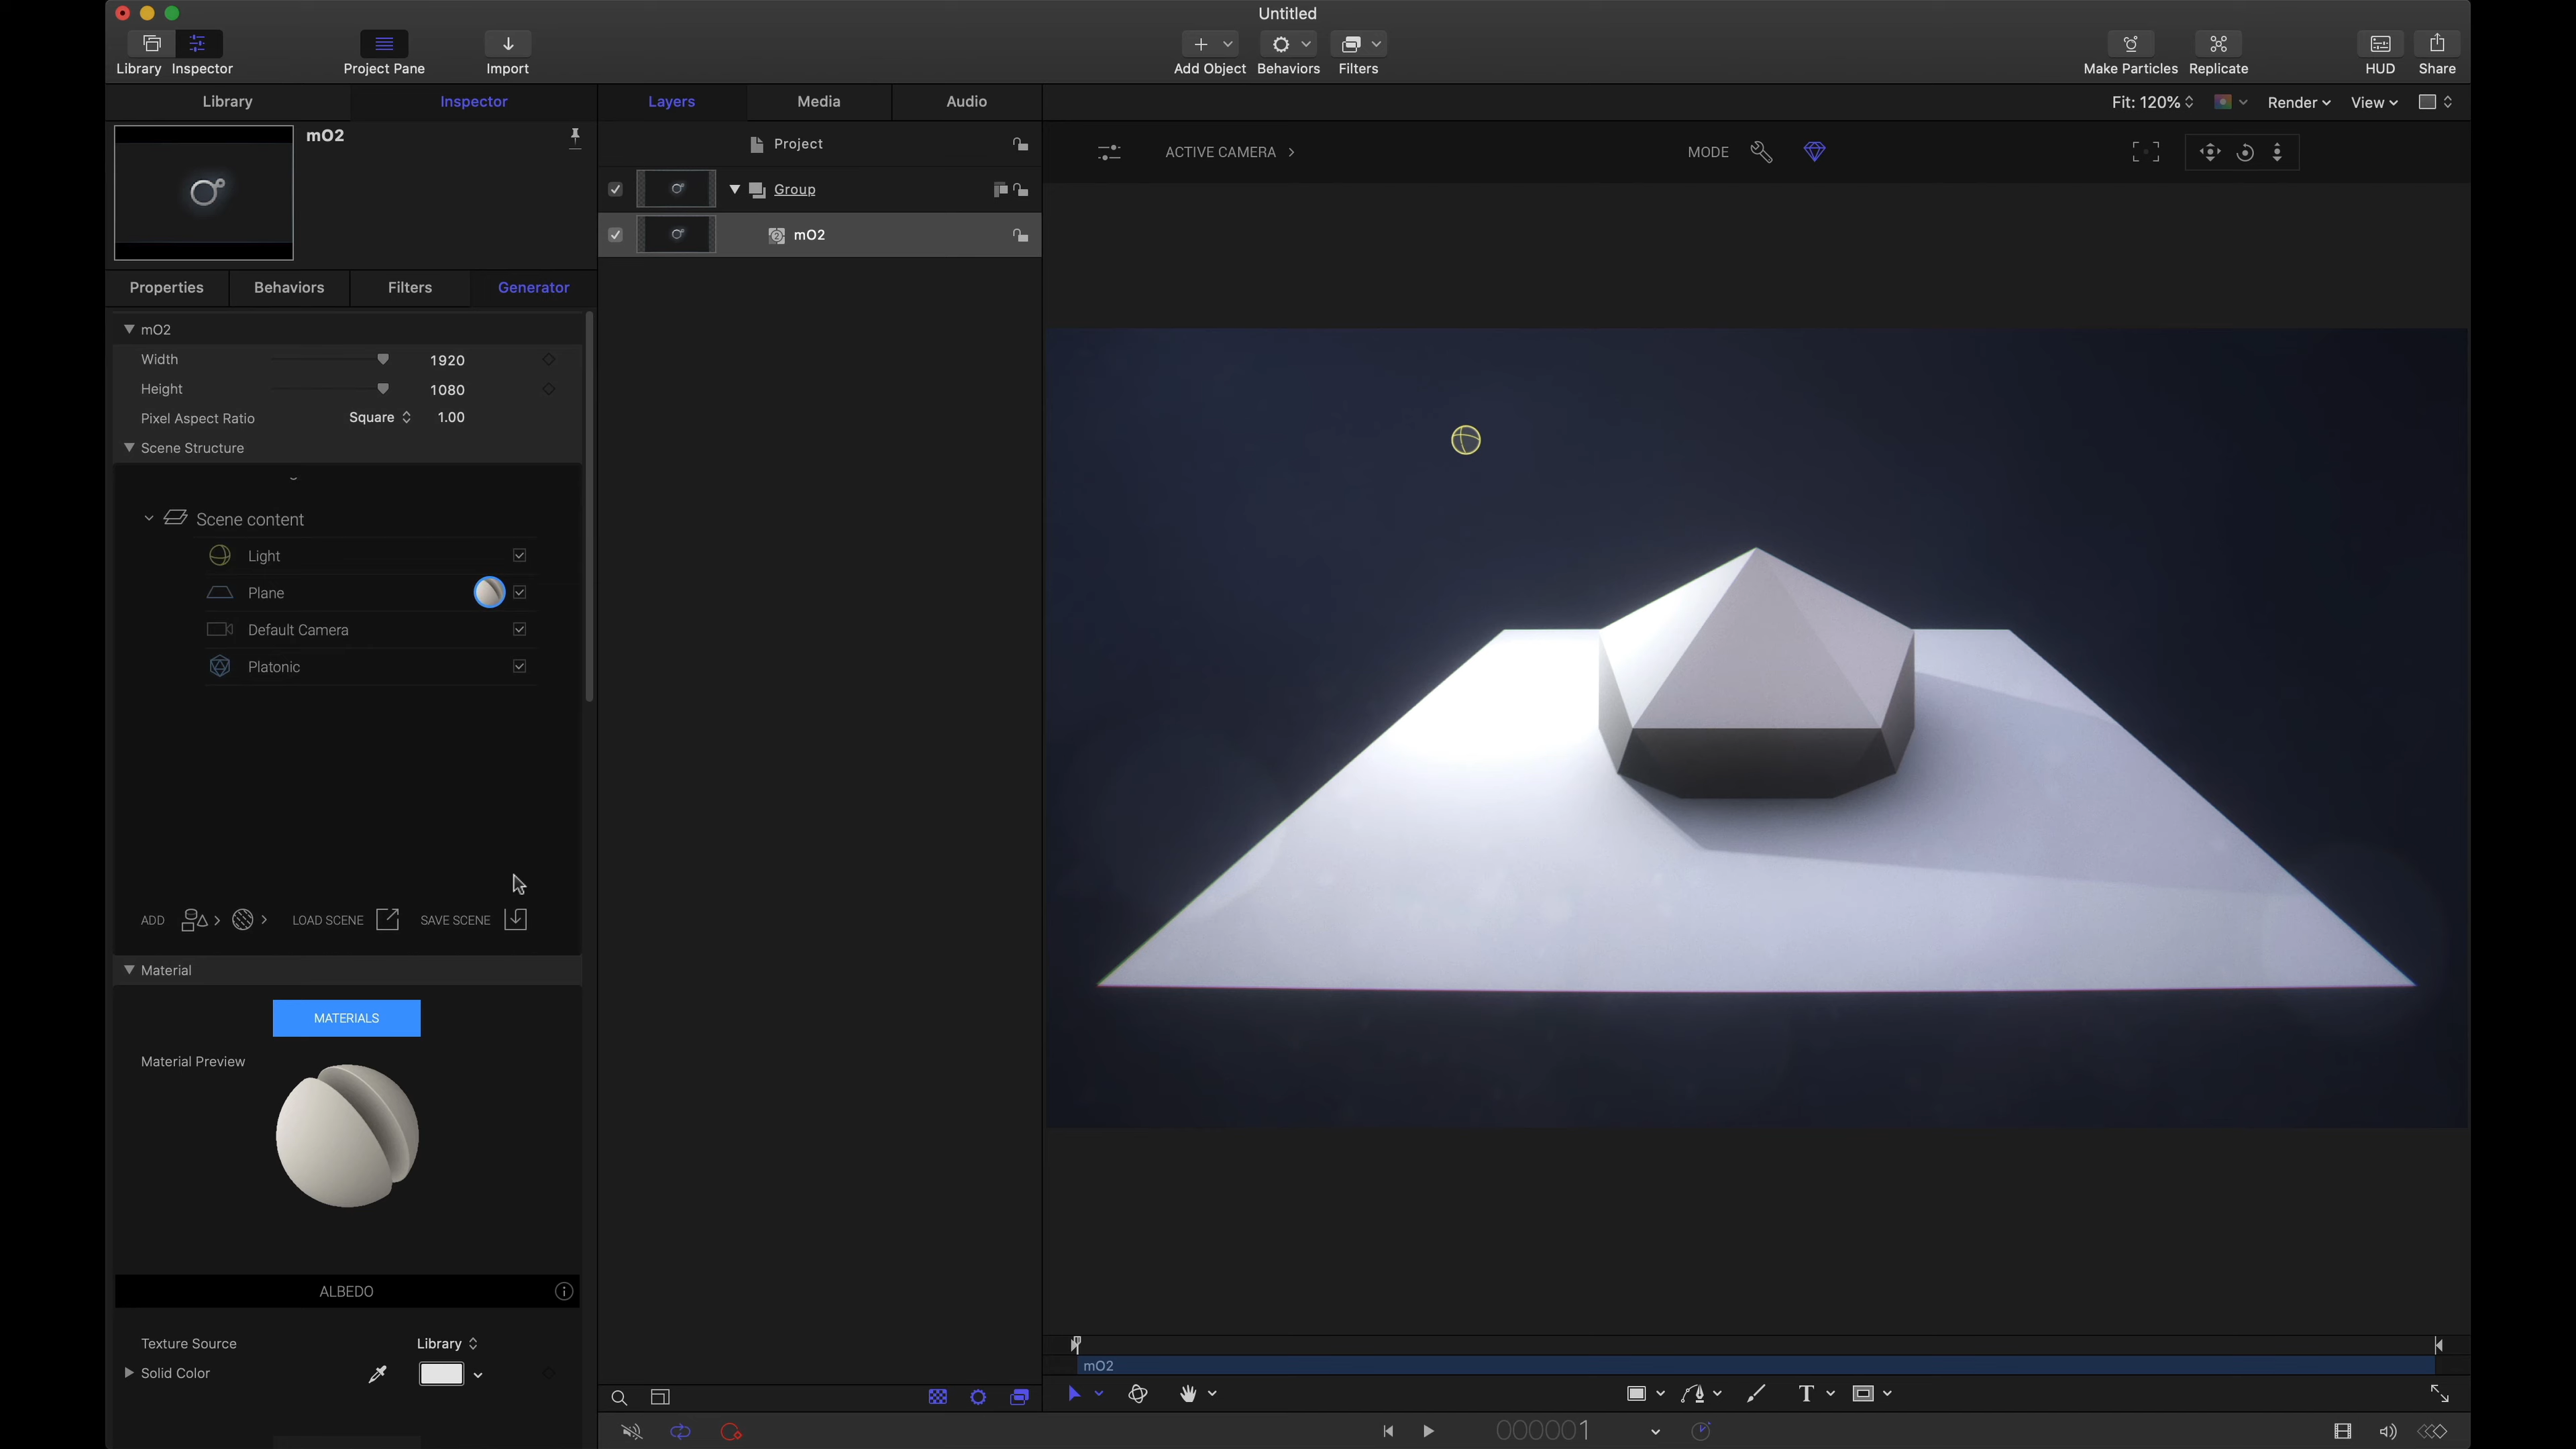 Untitled
Library Inspector Project Pane Import Add Object Behaviors Filters Make Particles Replicate HUD Share
Library Inspector Layers Media Audio Fit: 120% Render View
mO2
Project
ACTIVE CAMERA MODE
Group
mO2
Properties Behaviors Filters Generator
mO2
Width 1920
Height 1080
Pixel Aspect Ratio Square 1.00
Scene Structure
Scene content
Light
Plane
Default Camera
Platonic
ADD LOAD SCENE SAVE SCENE
Material
MATERIALS
Material Preview
ALBEDO
Texture Source Library
Solid Color
mO2
T
000001